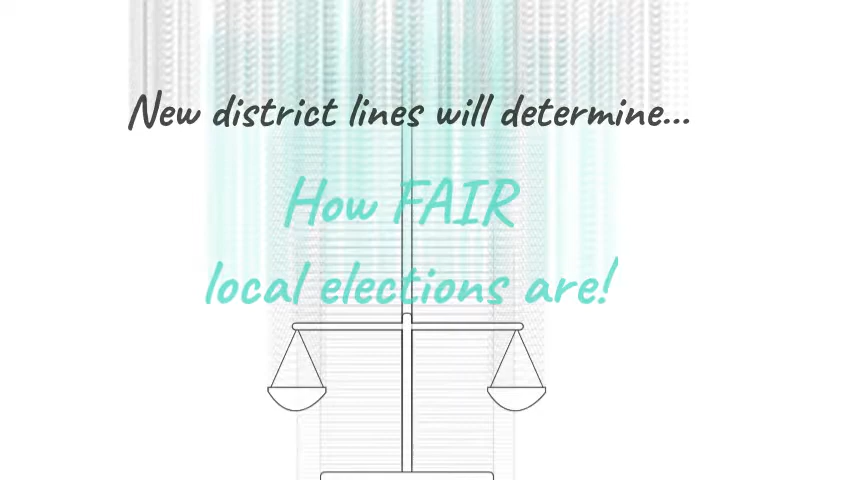 New district lines will determine...
How FAIR
local elections are!